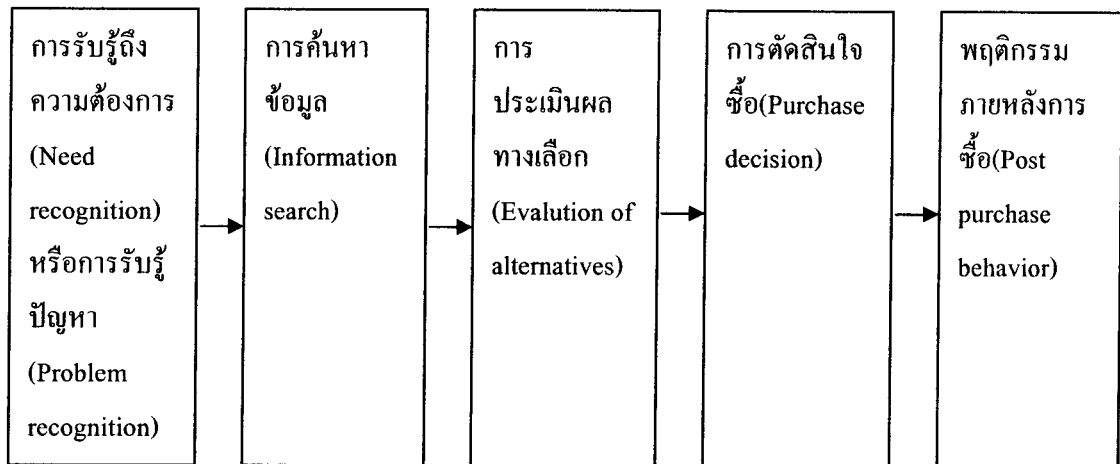 การรับรู้ถึง
ความต้องการ
(Need
recognition)
หรือการรับรู้
ปัญหา
(Problem
recognition)
การค้นหา
ข้อมูล
(Information
search)
การ
ประเมินผล
ทางเลือก
(Evalution of
alternatives)
การตัดสินใจ
ซื้อ(Purchase
decision)
พฤติกรรม
ภายหลังการ
ซื้อ(Post
purchase
behavior)